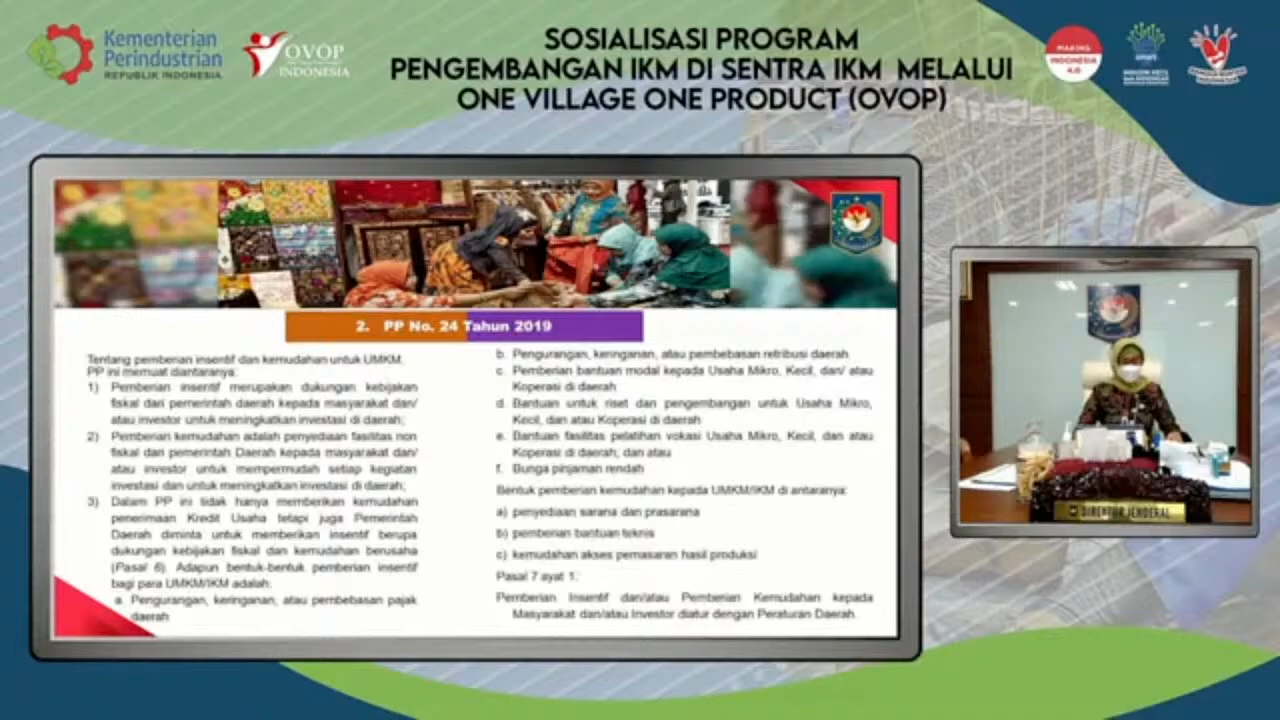 Kementerian
Perindustrian
REPUBLIK INDONESIA
OVOP
INDONESIA
SOSIALISASI PROGRAM
PENGEMBANGAN IKM DI SENTRA IKM MELALUI
ONE VILLAGE ONE PRODUCT (OVOP)
MAKING
INDONESIA
4.0
2. PP No. 24 Tahun 2019
Tentang pemberian insentif dan kemudahan untuk UMKM.
PP ini memuat diantaranya:
1) Pemberian insentif merupakan dukungan kebijakan
fiskal dari pemerintah daerah kepada masyarakat dan/
atau investor untuk meningkatkan investasi di daerah;
2) Pemberian kemudahan adalah penyediaan fasilitas non
fiskal dari pemerintah Daerah kepada masyarakat dan/
atau investor untuk mempermudah setiap kegiatan
investasi dan untuk meningkatkan investasi di daerah;
3) Dalam PP ini tidak hanya memberikan kemudahan
penerimaan Kredit Usaha tetapi juga Pemerintah
Daerah diminta untuk memberikan insentif berupa
dukungan kebijakan fiskal dan kemudahan berusaha
(Pasal 6). Adapun bentuk-bentuk pemberian insentif
bagi para UMKM/IKM adalah:
a. Pengurangan, keringanan, atau pembebasan pajak
daerah
b. Pengurangan, keringanan, atau pembebasan retribusi daerah
c. Pemberian bantuan modal kepada Usaha Mikro, Kecil, dan/ atau
Koperasi di daerah
d. Bantuan untuk riset dan pengembangan untuk Usaha Mikro,
Kecil, dan atau Koperasi di daerah
e. Bantuan fasilitas pelatihan vokasi Usaha Mikro, Kecil, dan atau
Koperasi di daerah; dan atau
f. Bunga pinjaman rendah
Bentuk pemberian kemudahan kepada UMKM/IKM di antaranya:
a) penyediaan sarana dan prasarana
b) pemberian bantuan teknis
c) kemudahan akses pemasaran hasil produksi
Pasal 7 ayat 1:
Pemberian Insentif dan/atau Pemberian Kemudahan kepada
Masyarakat dan/atau Investor diatur dengan Peraturan Daerah.
DIREKTUR JENDERAL